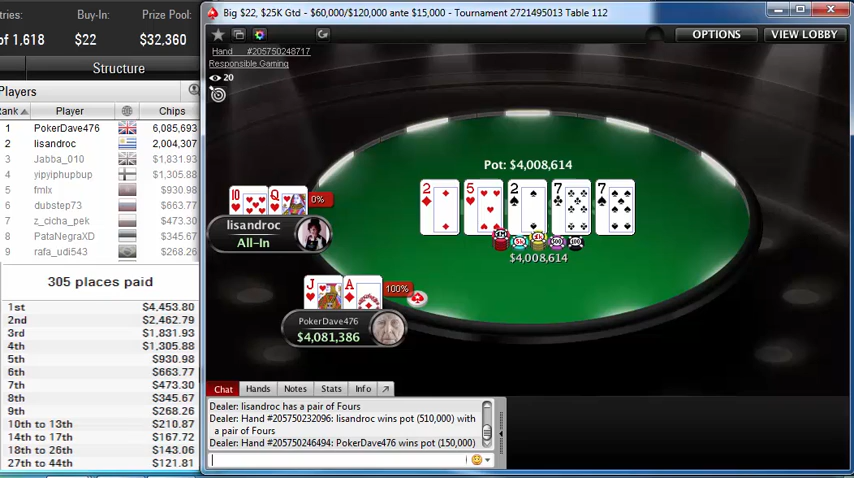 ntries:
Buy-In:
Prize Pool:
of 1,618
$22
$32,360
Structure
Players
Rank
Player
Chips
1 PokerDave476 6,085,693
2 lisandroc 2,004,307
3 Jabba_010 $1,831.93
4 yipyiphupbup $1,305.88
5 fmlx $930.98
6 $663.77
7 z_cicha_pek $473.30
8 PataNegraXD $345.67
9 rafa_udi543 $268.26
305 places paid
1st $4,453.80
2nd $2,462.79
3rd $1,831.93
4th $1,305.88
5th $930.98
6th $663.77
7th $473.30
8th $345.67
9th $268.26
10th to 13th $210.87
14th to 17th $167.72
18th to 26th $143.06
27th to 44th $121.81
Big $22, $25K Gtd - $60,000/$120,000 ante $15,000 - Tournament 2721495013 Table 112
OPTIONS
VIEW LOBBY
Hand #205750248717
Responsible Gaming
20
Pot: $4,008,614
10 Q 0%
2 5 2 7 7
lisandroc
All-In
$4,008,614
J A 100%
PokerDave476
$4,081,386
Chat Hands Notes Stats Info
Dealer: lisandroc has a pair of Fours
Dealer: Hand #205750232096: lisandroc wins pot (510,000) with
a pair of Fours
Dealer: Hand #205750246494: PokerDave476 wins pot (150,000)